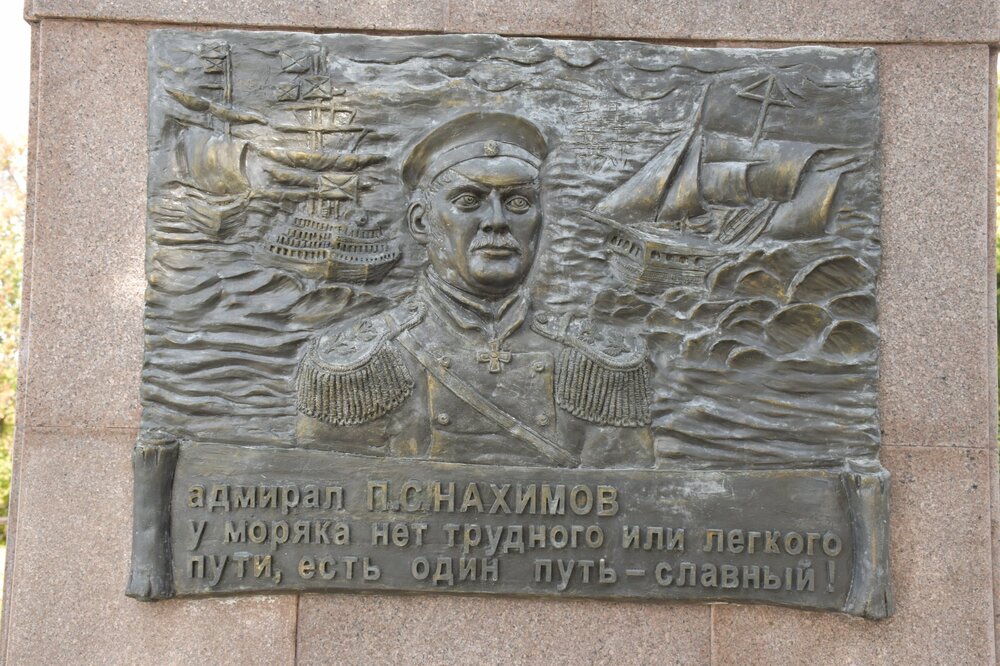 адмирал П.С.НАХИМОВ
у моряка нет трудного или легкого
пути, есть один путь – славный!